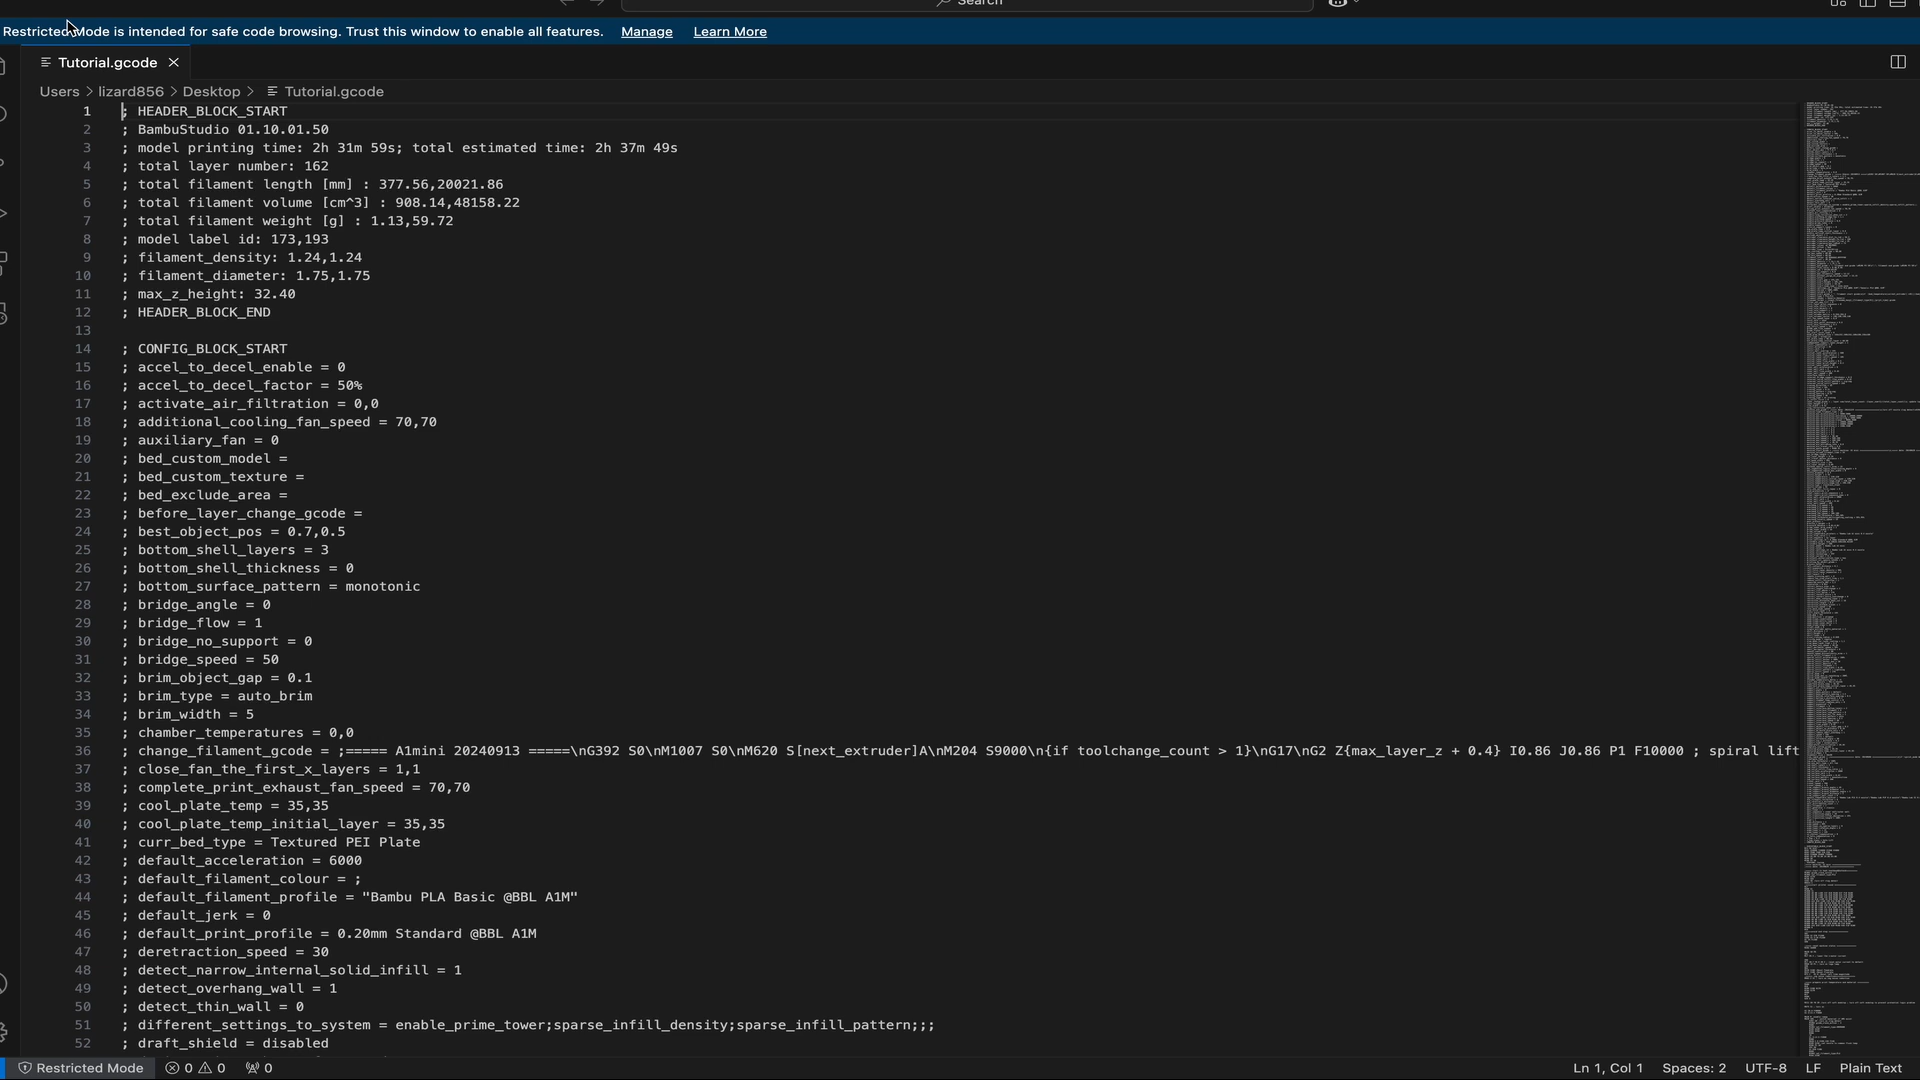 Search
Restricted Mode is intended for safe code browsing. Trust this window to enable all features. Manage Learn More
Tutorial.gcode
Users > lizard856 > Desktop > Tutorial.gcode
1 ; HEADER_BLOCK_START
2 ; BambuStudio 01.10.01.50
3 ; model printing time: 2h 31m 59s; total estimated time: 2h 37m 49s
4 ; total layer number: 162
5 ; total filament length [mm] : 377.56,20021.86
6 ; total filament volume [cm^3] : 908.14,48158.22
7 ; total filament weight [g] : 1.13,59.72
8 ; model label id: 173,193
9 ; filament_density: 1.24,1.24
10 ; filament_diameter: 1.75,1.75
11 ; max_z_height: 32.40
12 ; HEADER_BLOCK_END
13
14 ; CONFIG_BLOCK_START
15 ; accel_to_decel_enable = 0
16 ; accel_to_decel_factor = 50%
17 ; activate_air_filtration = 0,0
18 ; additional_cooling_fan_speed = 70,70
19 ; auxiliary_fan = 0
20 ; bed_custom_model =
21 ; bed_custom_texture =
22 ; bed_exclude_area =
23 ; before_layer_change_gcode =
24 ; best_object_pos = 0.7,0.5
25 ; bottom_shell_layers = 3
26 ; bottom_shell_thickness = 0
27 ; bottom_surface_pattern = monotonic
28 ; bridge_angle = 0
29 ; bridge_flow = 1
30 ; bridge_no_support = 0
31 ; bridge_speed = 50
32 ; brim_object_gap = 0.1
33 ; brim_type = auto_brim
34 ; brim_width = 5
35 ; chamber_temperatures = 0,0
36 ; change_filament_gcode = ;===== A1mini 20240913 =====\nG392 S0\nM1007 S0\nM620 S[next_extruder]A\nM204 S9000\n{if toolchange_count > 1}\nG17\nG2 Z{max_layer_z + 0.4} I0.86 J0.86 P1 F10000 ; spiral lift
37 ; close_fan_the_first_x_layers = 1,1
38 ; complete_print_exhaust_fan_speed = 70,70
39 ; cool_plate_temp = 35,35
40 ; cool_plate_temp_initial_layer = 35,35
41 ; curr_bed_type = Textured PEI Plate
42 ; default_acceleration = 6000
43 ; default_filament_colour = ;
44 ; default_filament_profile = "Bambu PLA Basic @BBL A1M"
45 ; default_jerk = 0
46 ; default_print_profile = 0.20mm Standard @BBL A1M
47 ; deretraction_speed = 30
48 ; detect_narrow_internal_solid_infill = 1
49 ; detect_overhang_wall = 1
50 ; detect_thin_wall = 0
51 ; different_settings_to_system = enable_prime_tower;sparse_infill_density;sparse_infill_pattern;;;
52 ; draft_shield = disabled
Restricted Mode 0 0 0 Ln 1, Col 1 Spaces: 2 UTF-8 LF Plain Text